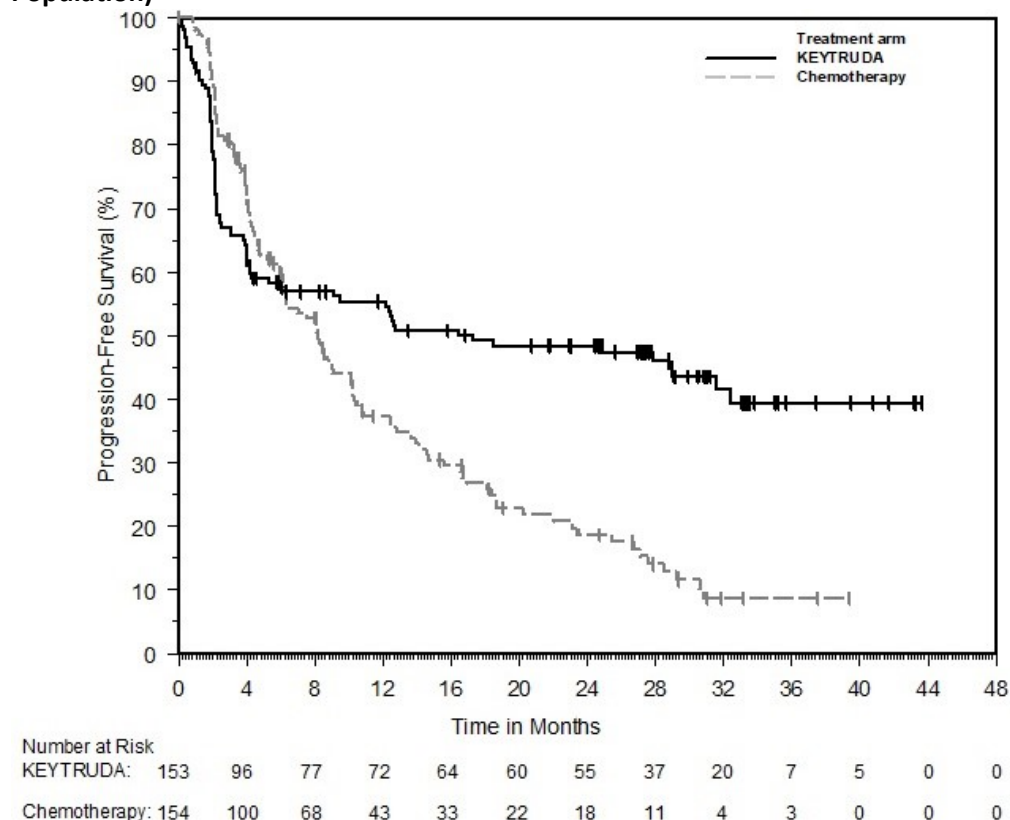 Population)
Treatment arm
KEYTRUDA
Chemotherapy
Progression-Free Survival (%)
100
90
80
70
60
50
40
30
20
10
0
0 4 8 12 16 20 24 28 32 36 40 44 48
Time in Months
Number at Risk
KEYTRUDA: 153 96 77 72 64 60 55 37 20 7 5 0 0
Chemotherapy: 154 100 68 43 33 22 18 11 4 3 0 0 0